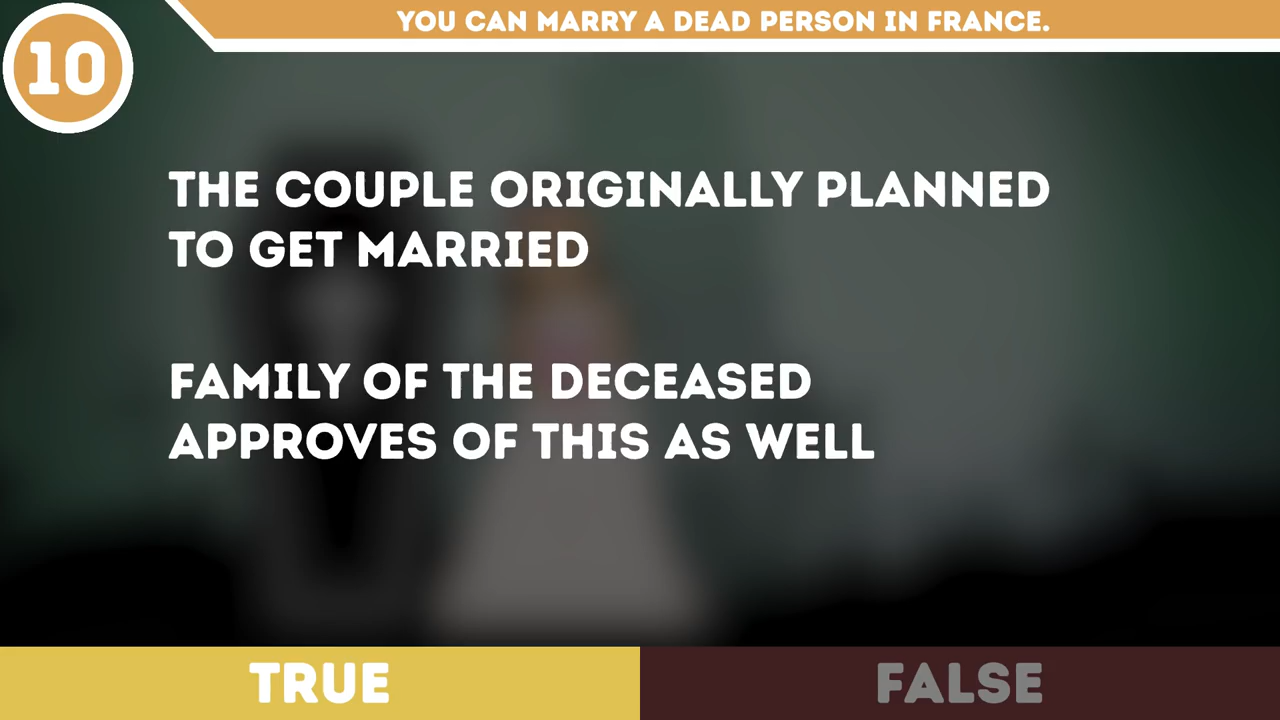 YOU CAN MARRY A DEAD PERSON IN FRANCE.
10
THE COUPLE ORIGINALLY PLANNED
TO GET MARRIED
FAMILY OF THE DECEASED
APPROVES OF THIS AS WELL
TRUE
FALSE